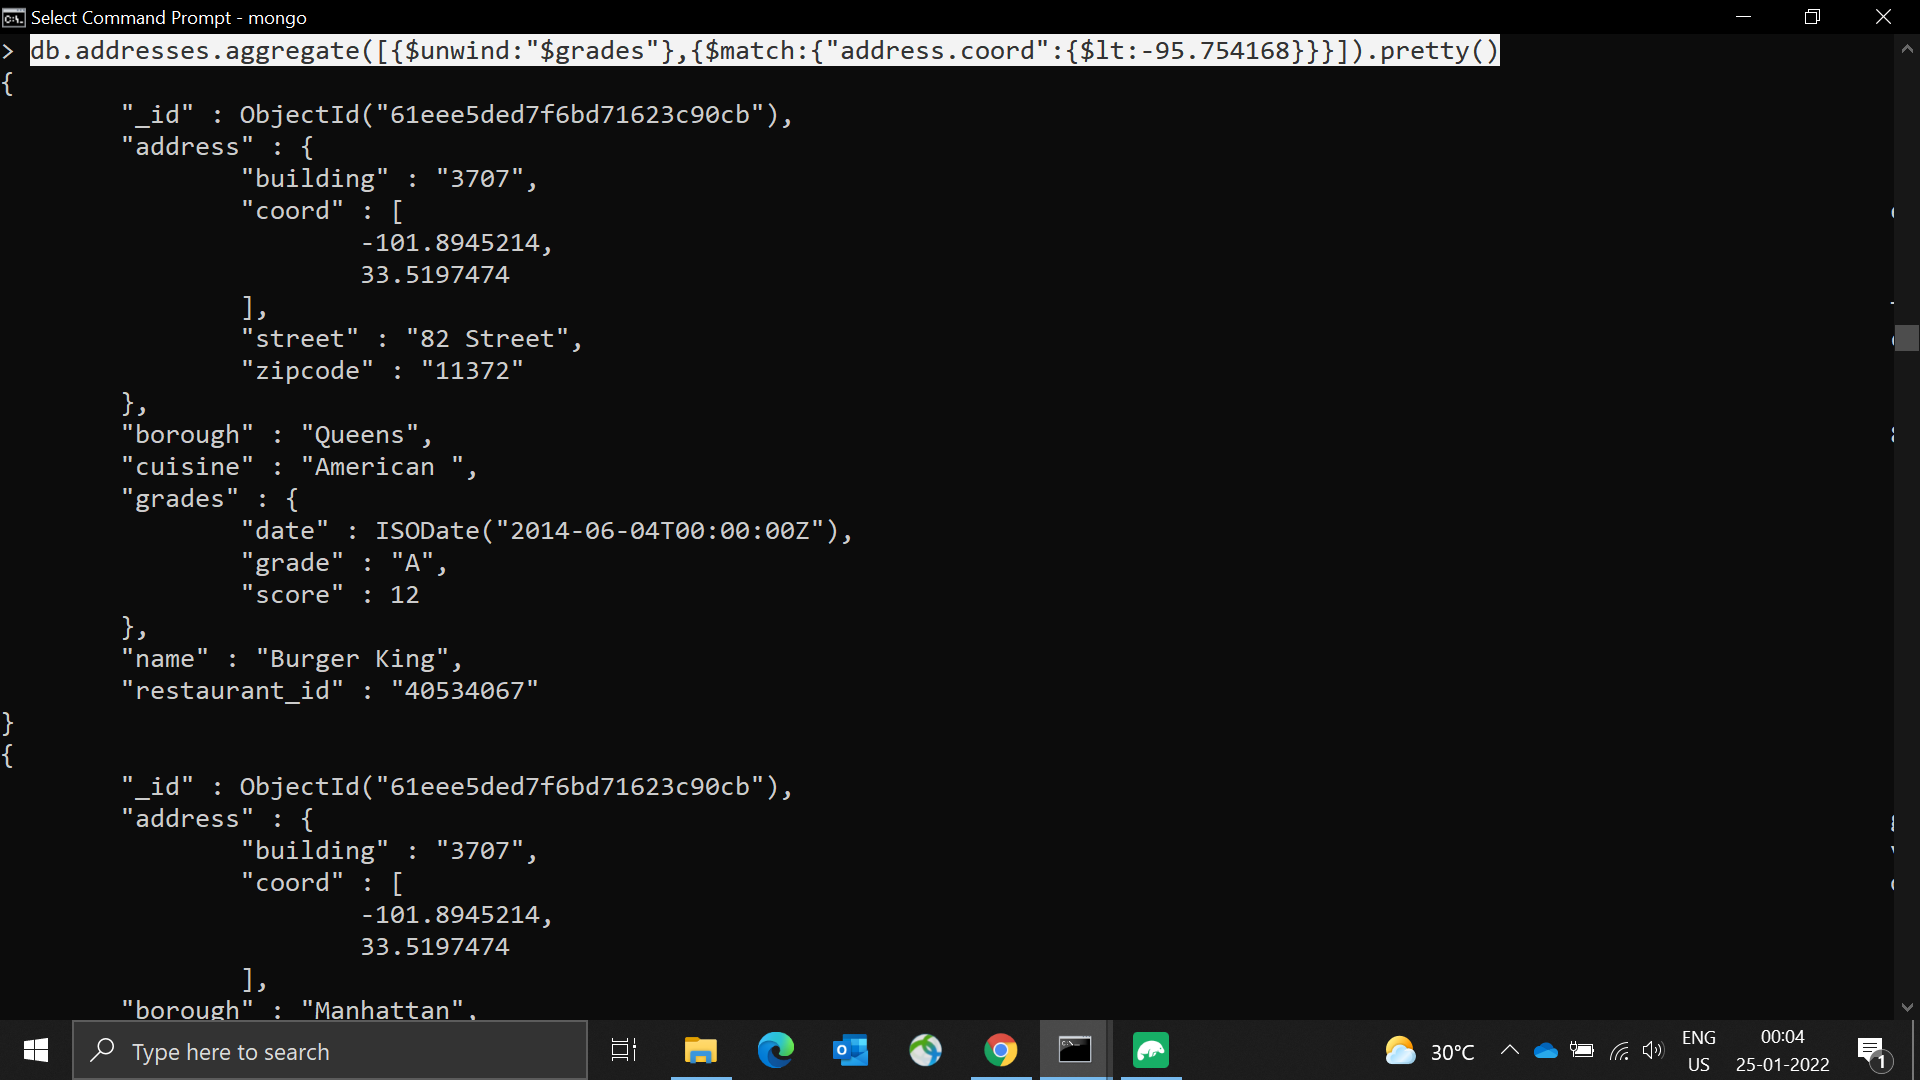 Select Command Prompt - mongo
> db.addresses.aggregate([{$unwind:"$grades"},{$match:{"address.coord":{$lt:-95.754168}}}]).pretty()
{
"_id" : ObjectId("61eee5ded7f6bd71623c90cb"),
"address" : {
"building" : "3707",
"coord" : [
-101.8945214,
33.5197474
],
"street" : "82 Street",
"zipcode" : "11372"
},
"borough" : "Queens",
"cuisine" : "American ",
"grades" : {
"date" : ISODate("2014-06-04T00:00:00Z"),
"grade" : "A",
"score" : 12
},
"name" : "Burger King",
"restaurant_id" : "40534067"
}
{
"_id" : ObjectId("61eee5ded7f6bd71623c90cb"),
"address" : {
"building" : "3707",
"coord" : [
-101.8945214,
33.5197474
],
"borough" : "Manhattan",
Type here to search
30°C
ENG
US
00:04
25-01-2022
1